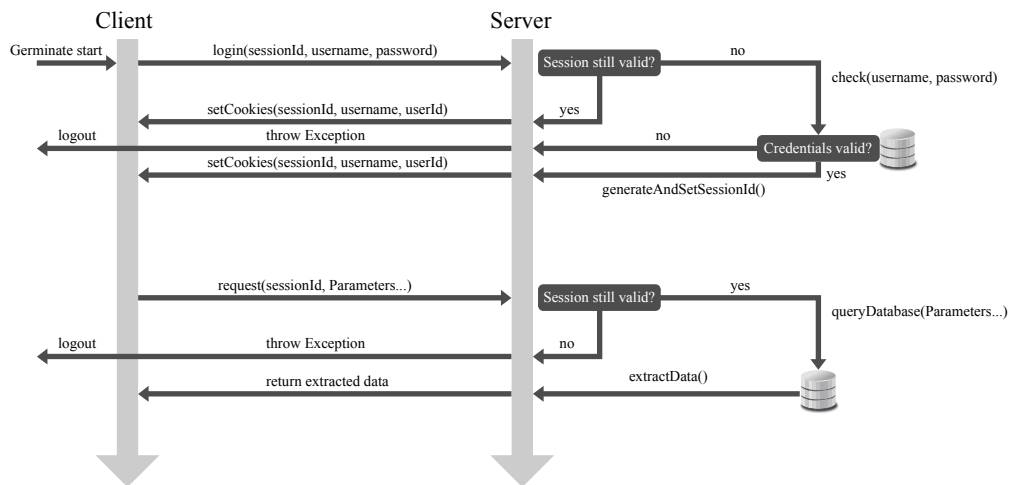 Client
Server
Germinate start
login(sessionId, username, password)
Session still valid?
no
check(username, password)
setCookies(sessionId, username, userId)
yes
logout
throw Exception
no
Credentials valid?
setCookies(sessionId, username, userId)
yes
generateAndSetSessionId()
request(sessionId, Parameters...)
Session still valid?
yes
queryDatabase(Parameters...)
logout
throw Exception
no
return extracted data
extractData()